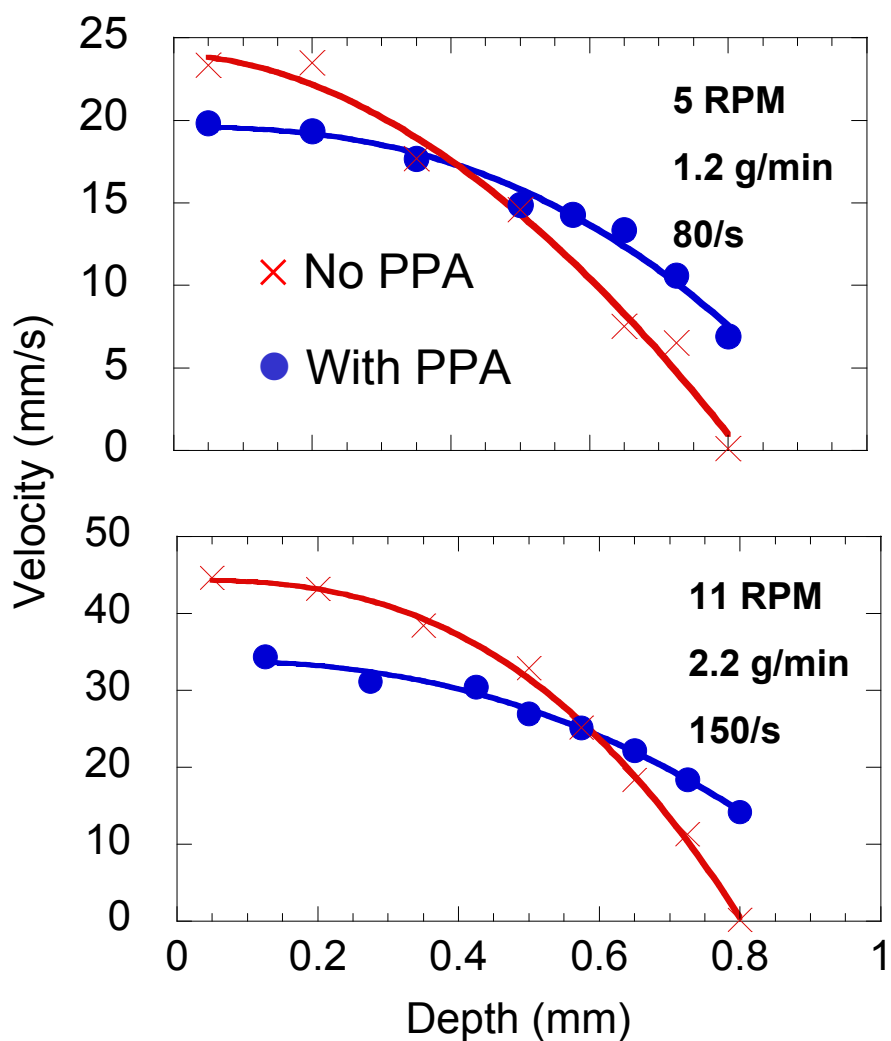 25
20
15
10
5
0
5 RPM
1.2 g/min
80/s
No PPA
With PPA
Velocity (mm/s)
50
40
30
20
10
0
11 RPM
2.2 g/min
150/s
0 0.2 0.4 0.6 0.8 1
Depth (mm)